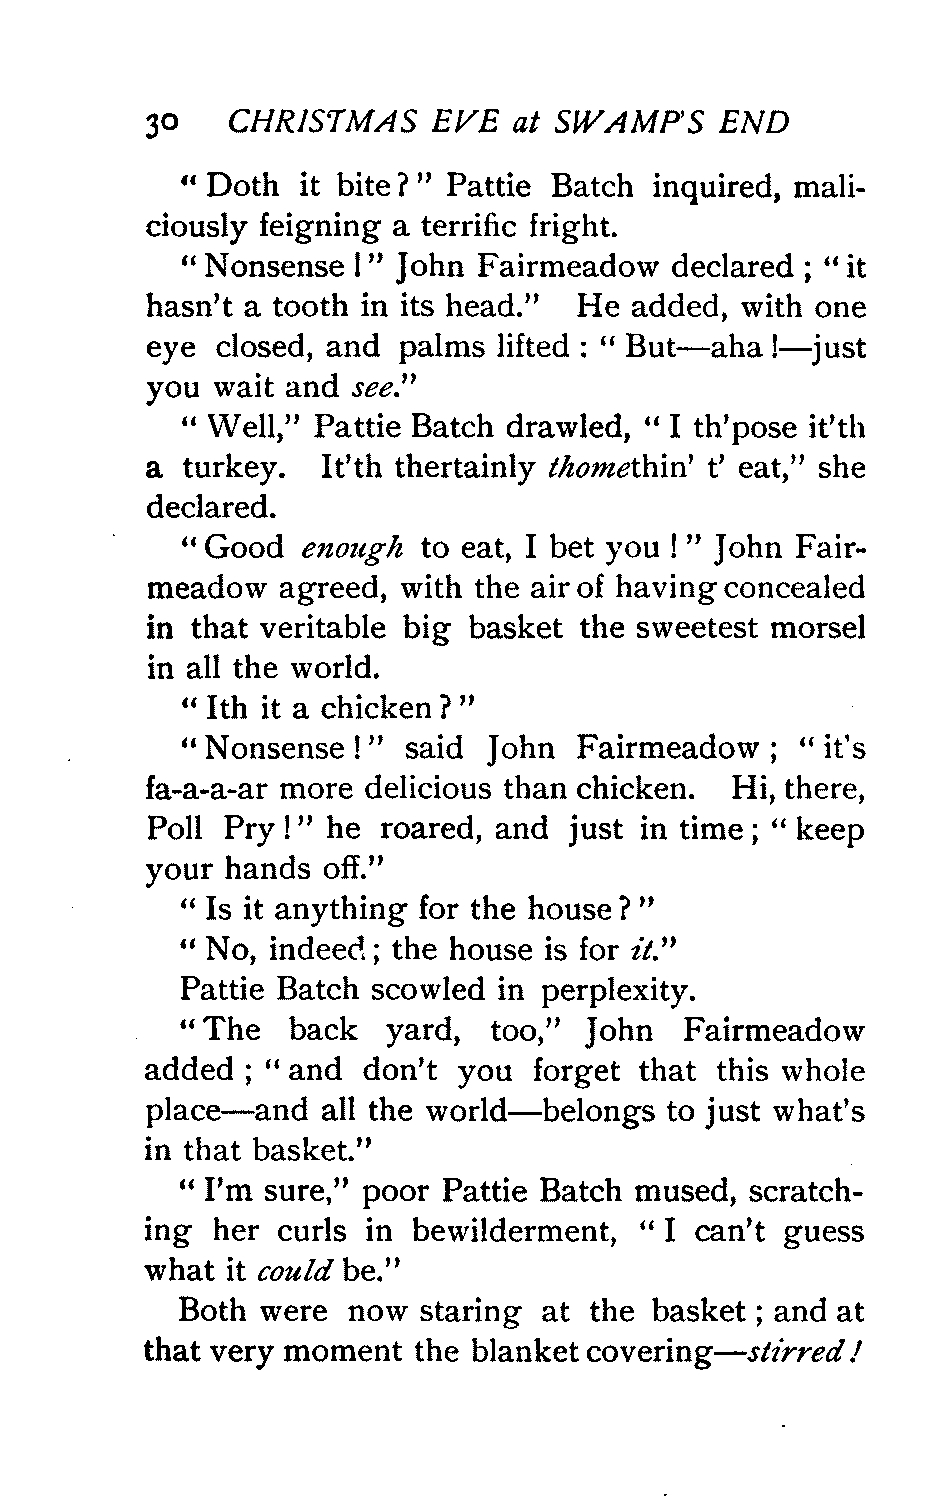 30 CHRISTMAS EVE at SWAMP'S END
" Doth it bite ? " Pattie Batch inquired, mali-
ciously feigning a terrific fright.
" Nonsense ! " John Fairmeadow declared ; " it
hasn't a tooth in its head." He added, with one
eye closed, and palms lifted : " But—aha !—just
you wait and see."
" Well," Pattie Batch drawled, " I th'pose it'th
a turkey. It'th thertainly thomethin' t' eat," she
declared.
" Good enough to eat, I bet you ! " John Fair-
meadow agreed, with the air of having concealed
in that veritable big basket the sweetest morsel
in all the world.
" Ith it a chicken ? "
" Nonsense ! " said John Fairmeadow ; " it's
fa-a-a-ar more delicious than chicken. Hi, there,
Poll Pry ! " he roared, and just in time ; " keep
your hands off."
" Is it anything for the house ? "
" No, indeed ; the house is for it."
Pattie Batch scowled in perplexity.
" The back yard, too," John Fairmeadow
added ; " and don't you forget that this whole
place—and all the world—belongs to just what's
in that basket."
" I'm sure," poor Pattie Batch mused, scratch-
ing her curls in bewilderment, " I can't guess
what it could be."
Both were now staring at the basket ; and at
that very moment the blanket covering—stirred !